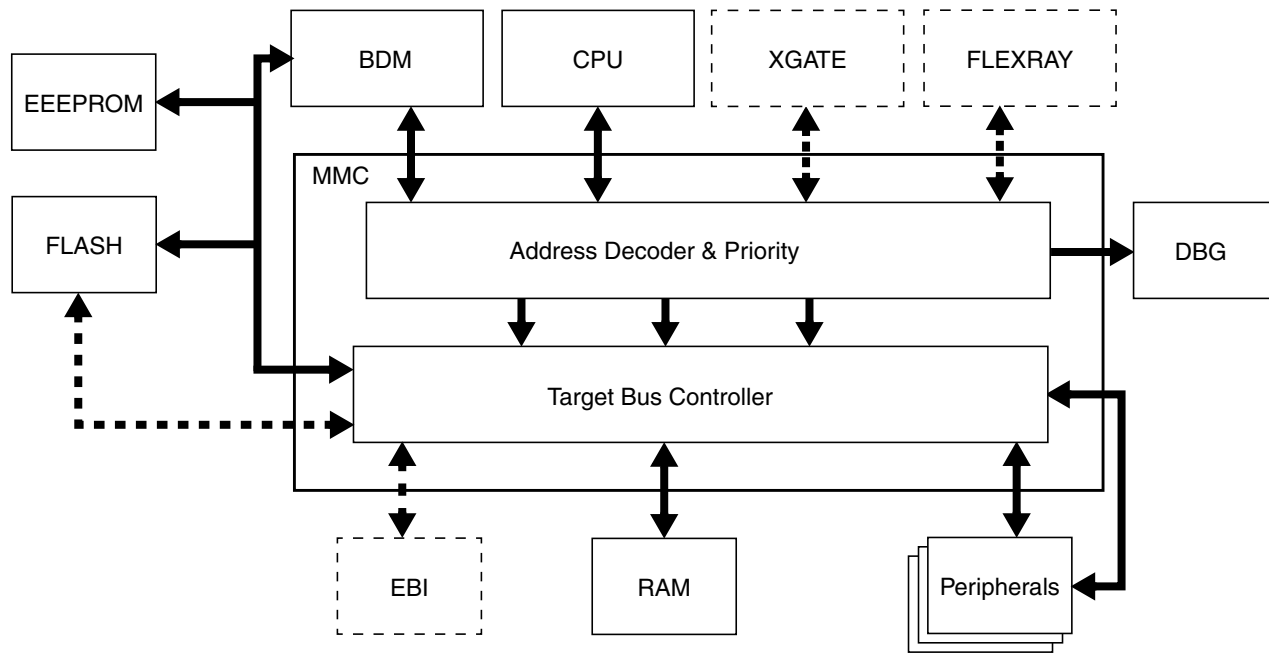 BDM
CPU
XGATE
FLEXRAY
EEEPROM
MMC
FLASH
Address Decoder & Priority
DBG
Target Bus Controller
EBI
RAM
Peripherals